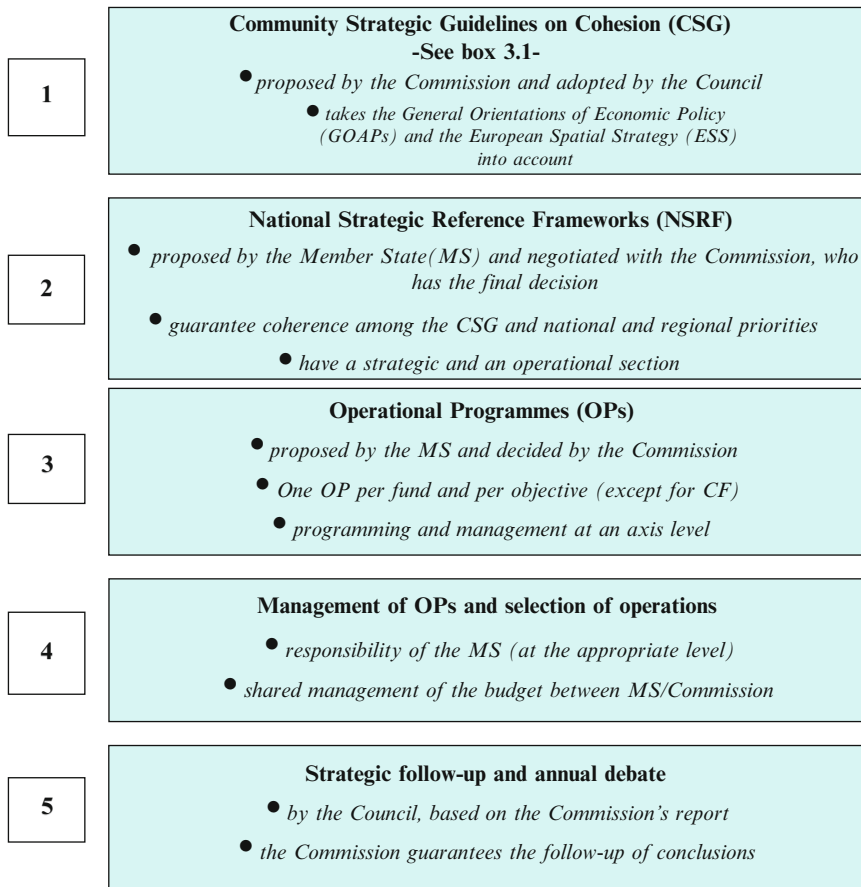 Community Strategic Guidelines on Cohesion (CSG)
-See box 3.1-
1
● proposed by the Commission and adopted by the Council
● takes the General Orientations of Economic Policy
(GOAPs) and the European Spatial Strategy (ESS)
into account
National Strategic Reference Frameworks (NSRF)
● proposed by the Member State(MS) and negotiated with the Commission, who
has the final decision
2
● guarantee coherence among the CSG and national and regional priorities
● have a strategic and an operational section
Operational Programmes (OPs)
● proposed by the MS and decided by the Commission
3
● One OP per fund and per objective (except for CF)
● programming and management at an axis level
Management of OPs and selection of operations
4
● responsibility of the MS (at the appropriate level)
● shared management of the budget between MS/Commission
Strategic follow-up and annual debate
5
● by the Council, based on the Commission's report
● the Commission guarantees the follow-up of conclusions